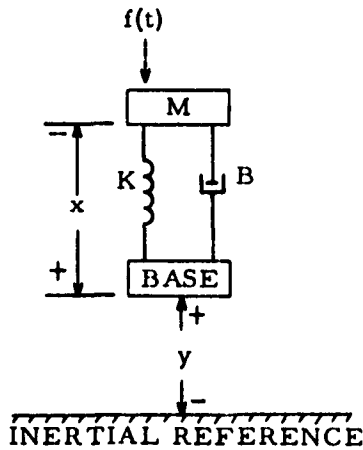 f(t)
M
−
K
B
x
+
BASE
+
y
−
INERTIAL REFERENCE